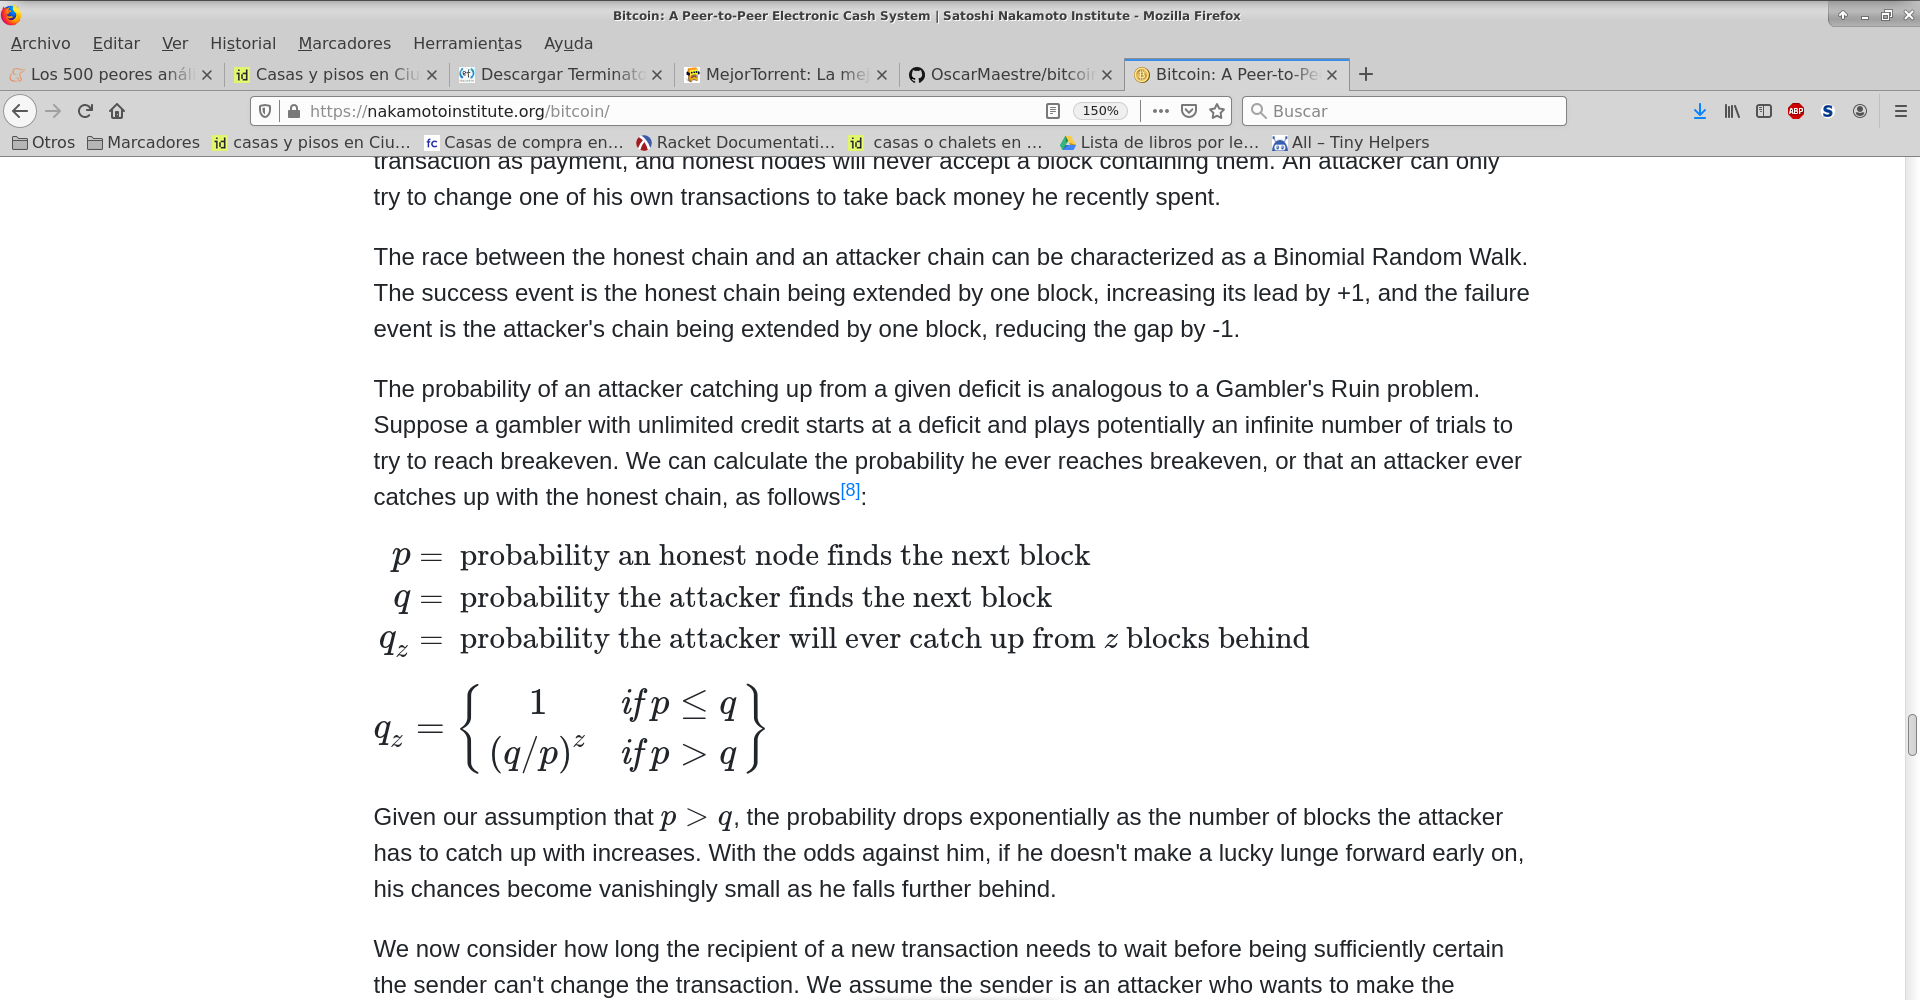 Bitcoin: A Peer-to-Peer Electronic Cash System | Satoshi Nakamoto Institute - Mozilla Firefox
Archivo Editar Ver Historial Marcadores Herramientas Ayuda
Los 500 peores análi Casas y pisos en Ciu Descargar Terminato MejorTorrent: La me OscarMaestre/bitcoi Bitcoin: A Peer-to-Pe
https://nakamotoinstitute.org/bitcoin/ 150% Buscar ABP S
Otros Marcadores id casas y pisos en Ciu... fc Casas de compra en... Racket Documentati... id casas o chalets en ... Lista de libros por le... All – Tiny Helpers
transaction as payment, and honest nodes will never accept a block containing them. An attacker can only
try to change one of his own transactions to take back money he recently spent.
The race between the honest chain and an attacker chain can be characterized as a Binomial Random Walk.
The success event is the honest chain being extended by one block, increasing its lead by +1, and the failure
event is the attacker's chain being extended by one block, reducing the gap by -1.
The probability of an attacker catching up from a given deficit is analogous to a Gambler's Ruin problem.
Suppose a gambler with unlimited credit starts at a deficit and plays potentially an infinite number of trials to
try to reach breakeven. We can calculate the probability he ever reaches breakeven, or that an attacker ever
catches up with the honest chain, as follows[8]:
p = probability an honest node finds the next block
q = probability the attacker finds the next block
q_z = probability the attacker will ever catch up from z blocks behind
q_z = { 1 if p ≤ q
(q/p)^z if p > q }
Given our assumption that p > q, the probability drops exponentially as the number of blocks the attacker
has to catch up with increases. With the odds against him, if he doesn't make a lucky lunge forward early on,
his chances become vanishingly small as he falls further behind.
We now consider how long the recipient of a new transaction needs to wait before being sufficiently certain
the sender can't change the transaction. We assume the sender is an attacker who wants to make the